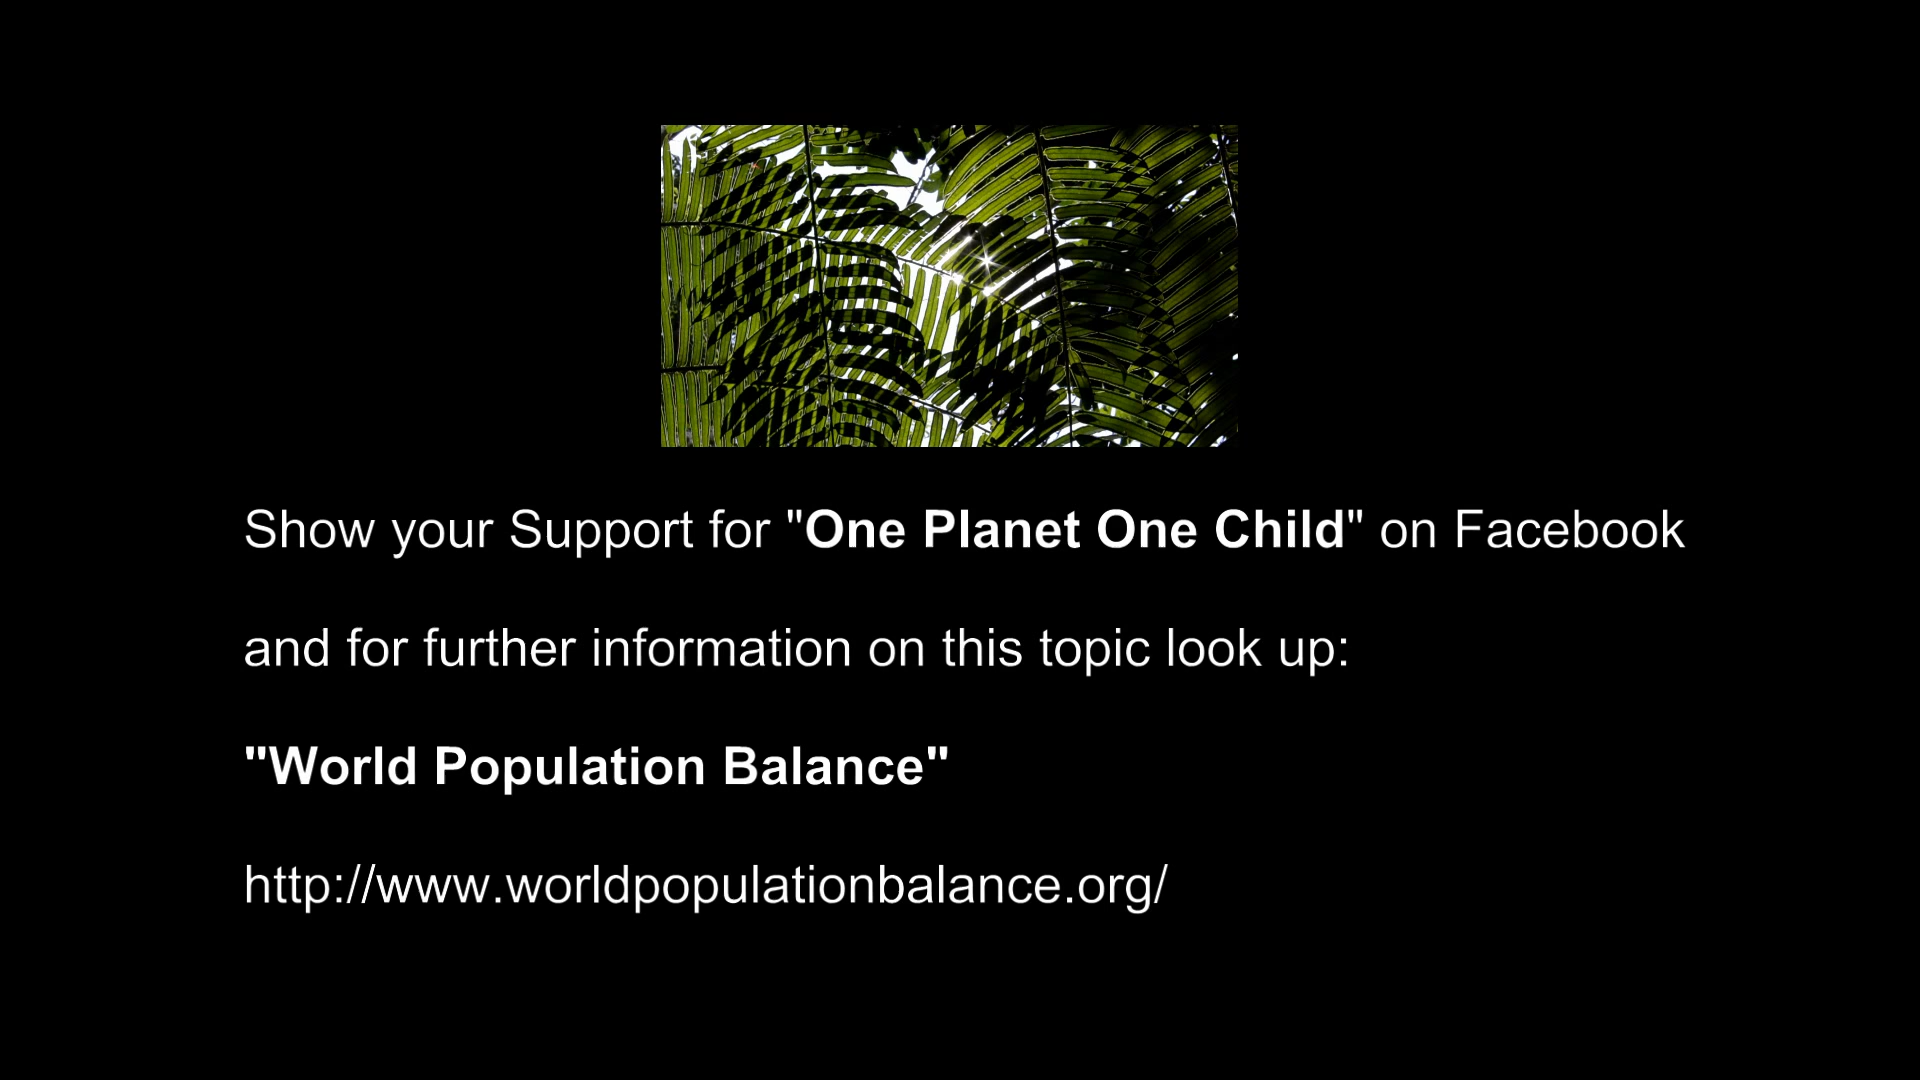 Show your Support for "One Planet One Child" on Facebook
and for further information on this topic look up:
"World Population Balance"
http://www.worldpopulationbalance.org/